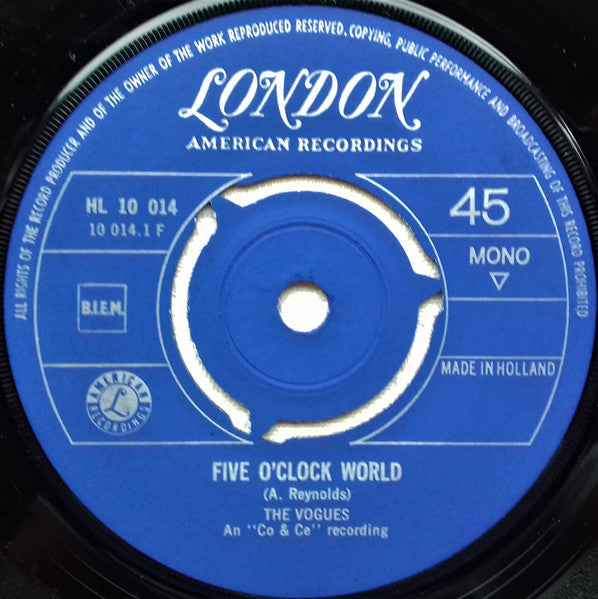 ALL RIGHTS OF THE RECORD PRODUCER AND OF THE OWNER OF THE WORK REPRODUCED RESERVED. COPYING, PUBLIC PERFORMANCE AND BROADCASTING OF THIS RECORD PROHIBITED
LONDON
AMERICAN RECORDINGS
HL 10 014
10 014.1 F
45
MONO
B.I.E.M.
MADE IN HOLLAND
AMERICAN
L
RECORDINGS
FIVE O'CLOCK WORLD
(A. Reynolds)
THE VOGUES
An "Co & Ce" recording